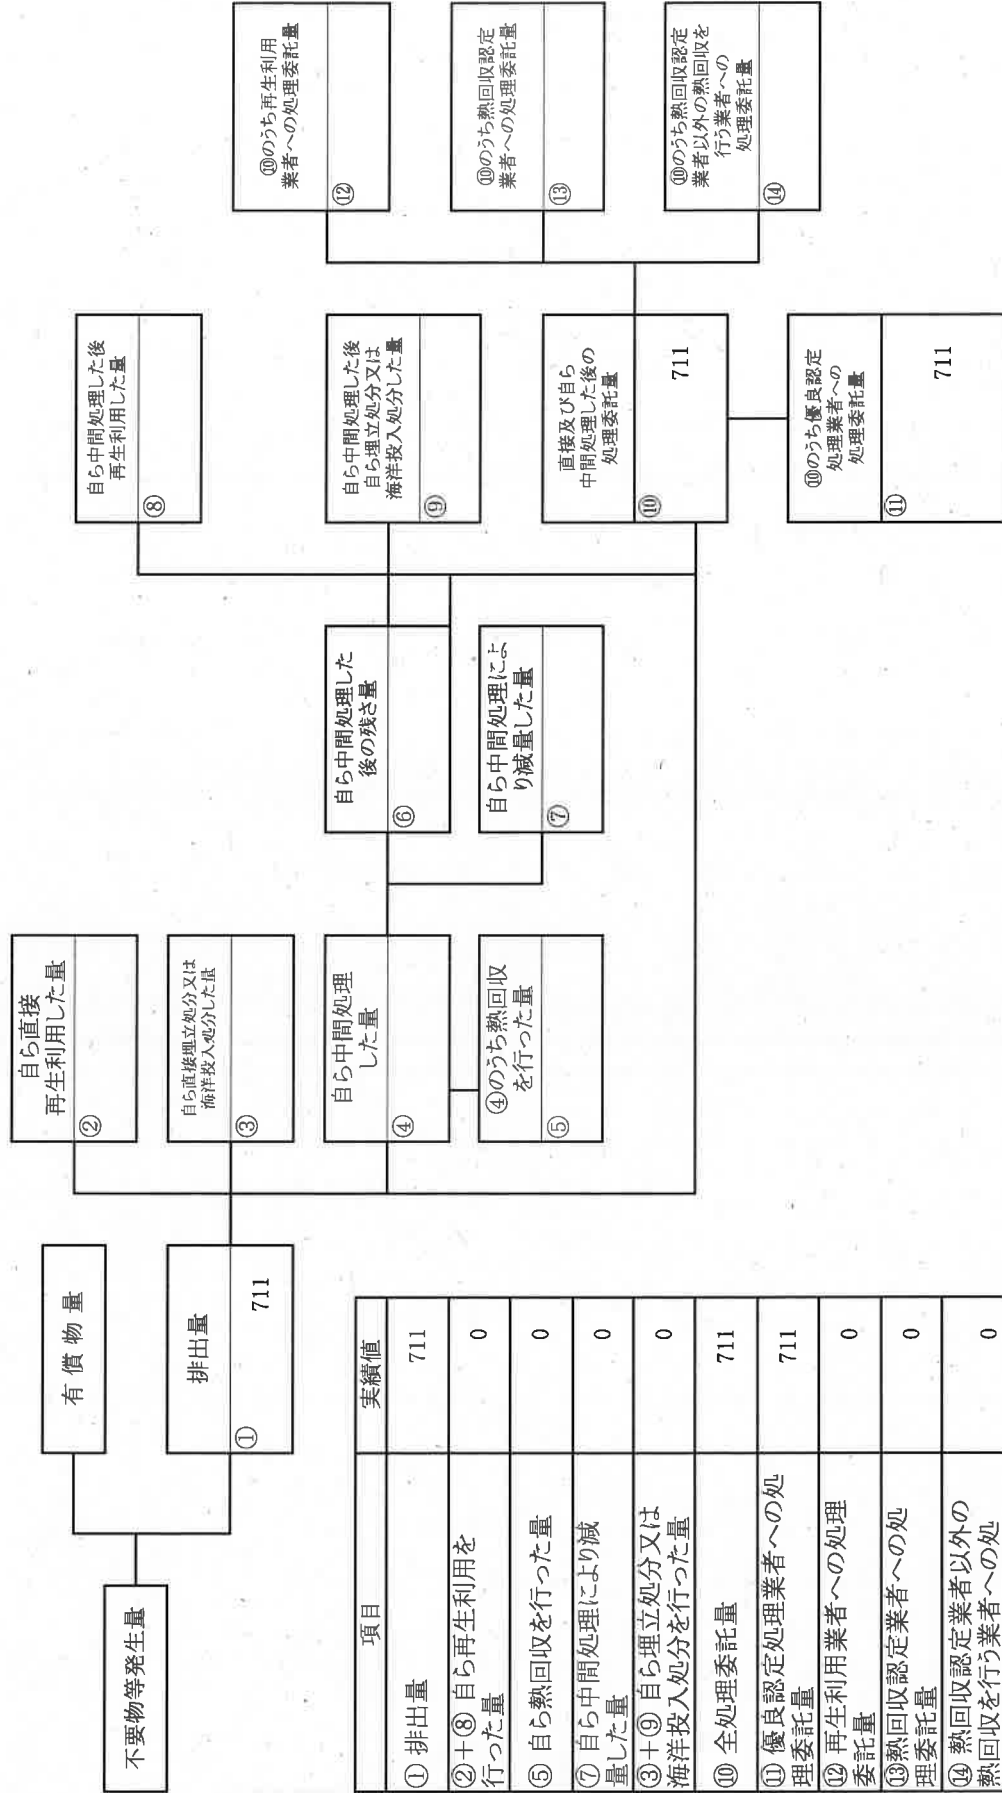 不要物等発生量
有償物量
排出量
①
711
自ら直接
再生利用した量
②
自ら直接埋立処分又は
海洋投入処分した量
③
自ら中間処理
した量
④
④のうち熱回収
を行った量
⑤
自ら中間処理した
後の残さ量
⑥
自ら中間処理によ
り減量した量
⑦
自ら中間処理した後
再生利用した量
⑧
自ら中間処理した後
自ら埋立処分又は
海洋投入処分した量
⑨
直接及び自ら
中間処理した後の
処理委託量
⑩
711
⑩のうち優良認定
処理業者への
処理委託量
⑪
711
⑩のうち再生利用
業者への処理委託量
⑫
⑩のうち熱回収認定
業者への処理委託量
⑬
⑩のうち熱回収認定
業者以外の熱回収を
行う業者への
処理委託量
⑭
項目 実績値
① 排出量 711
②+⑧ 自ら再生利用を
行った量 0
⑤ 自ら熱回収を行った量 0
⑦ 自ら中間処理により減
量した量 0
③+⑨ 自ら埋立処分又は
海洋投入処分を行った量 0
⑩ 全処理委託量 711
⑪ 優良認定処理業者への処
理委託量 711
⑫ 再生利用業者への処理
委託量 0
⑬熱回収認定業者への処
理委託量 0
⑭ 熱回収認定業者以外の
熱回収を行う業者への処 0